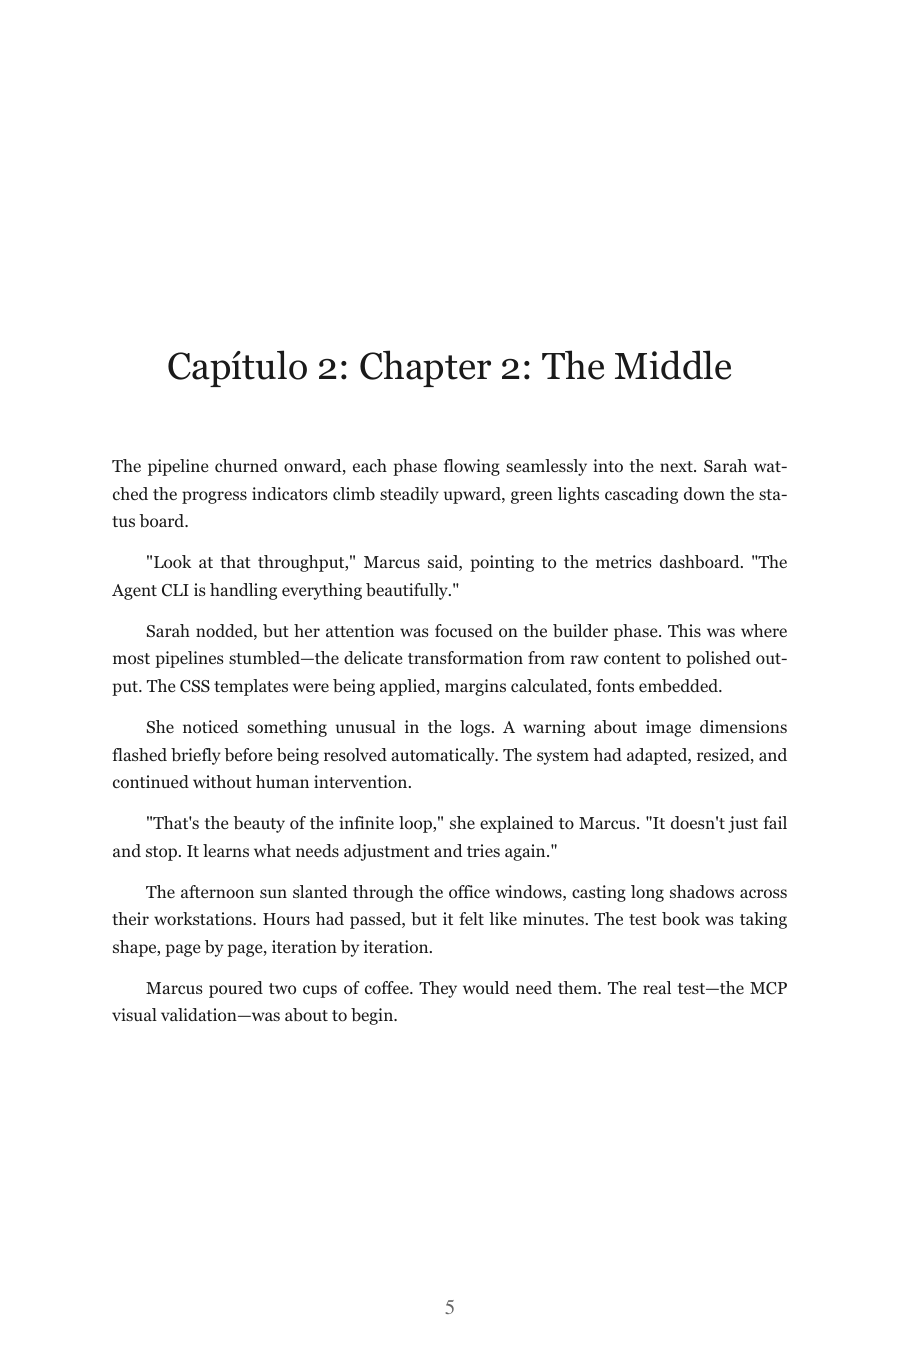 Capítulo 2: Chapter 2: The Middle
The pipeline churned onward, each phase flowing seamlessly into the next. Sarah wat-
ched the progress indicators climb steadily upward, green lights cascading down the sta-
tus board.
"Look at that throughput," Marcus said, pointing to the metrics dashboard. "The
Agent CLI is handling everything beautifully."
Sarah nodded, but her attention was focused on the builder phase. This was where
most pipelines stumbled—the delicate transformation from raw content to polished out-
put. The CSS templates were being applied, margins calculated, fonts embedded.
She noticed something unusual in the logs. A warning about image dimensions
flashed briefly before being resolved automatically. The system had adapted, resized, and
continued without human intervention.
"That's the beauty of the infinite loop," she explained to Marcus. "It doesn't just fail
and stop. It learns what needs adjustment and tries again."
The afternoon sun slanted through the office windows, casting long shadows across
their workstations. Hours had passed, but it felt like minutes. The test book was taking
shape, page by page, iteration by iteration.
Marcus poured two cups of coffee. They would need them. The real test—the MCP
visual validation—was about to begin.
5